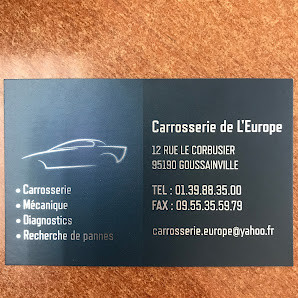 Carrosserie de L'Europe
12 RUE LE CORBUSIER
95190 GOUSSAINVILLE
TEL : 01.39.88.35.00
FAX : 09.55.35.59.79
carrosserie.europe@yahoo.fr
• Carrosserie
• Mécanique
• Diagnostics
• Recherche de pannes